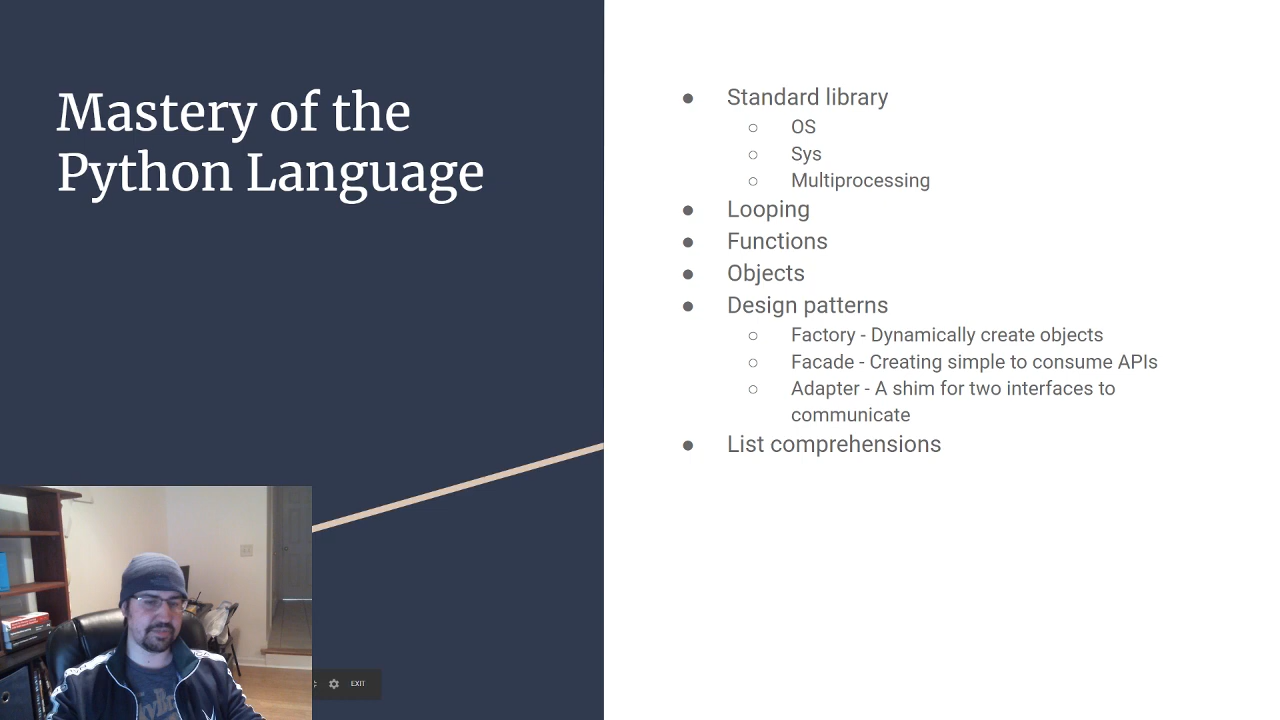 Mastery of the
Python Language
● Standard library
○ OS
○ Sys
○ Multiprocessing
● Looping
● Functions
● Objects
● Design patterns
○ Factory - Dynamically create objects
○ Facade - Creating simple to consume APIs
○ Adapter - A shim for two interfaces to
communicate
● List comprehensions
EXIT